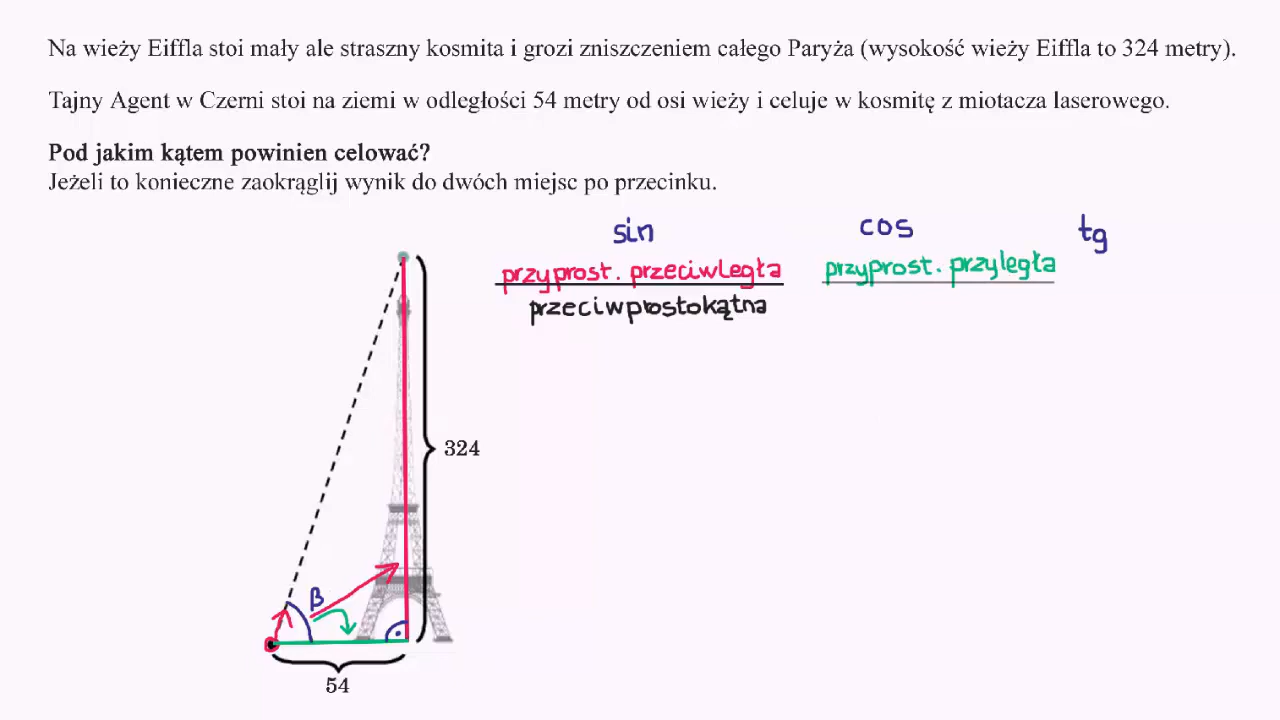 Na wieży Eiffla stoi mały ale straszny kosmita i grozi zniszczeniem całego Paryża (wysokość wieży Eiffla to 324 metry).
Tajny Agent w Czerni stoi na ziemi w odległości 54 metry od osi wieży i celuje w kosmitę z miotacza laserowego.
Pod jakim kątem powinien celować?
Jeżeli to konieczne zaokrąglij wynik do dwóch miejsc po przecinku.
sin cos tg
przyprost. przeciwległa przyprost. przyległa
przeciwprostokątna
324
β
54